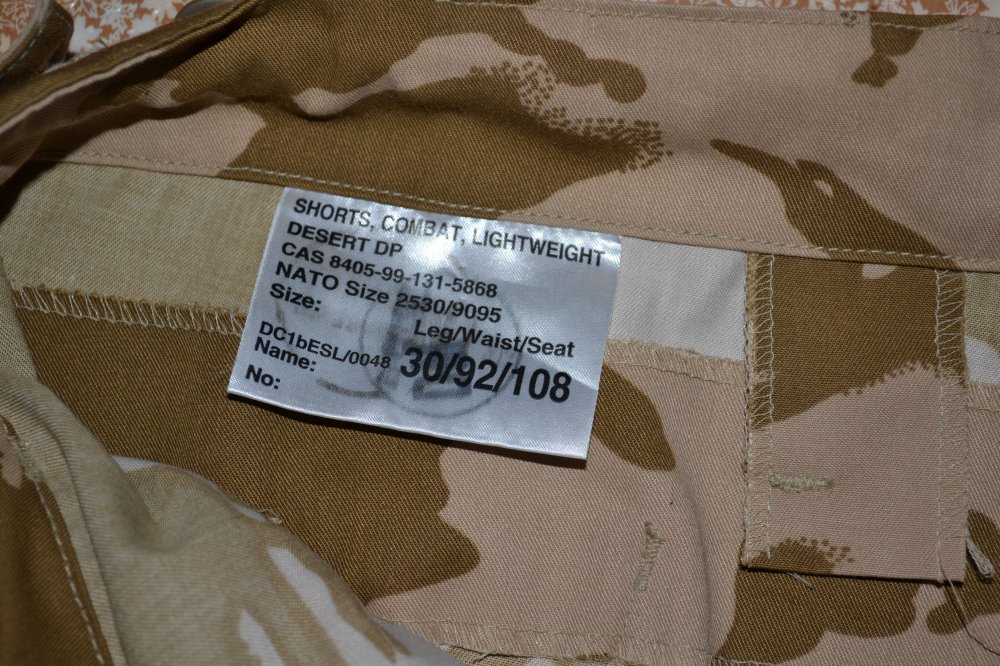 SHORTS, COMBAT, LIGHTWEIGHT
DESERT DP
CAS 8405-99-131-5868
NATO Size 2530/9095
Size:
Leg/Waist/Seat
DC1bESL/0048 30/92/108
Name:
No: